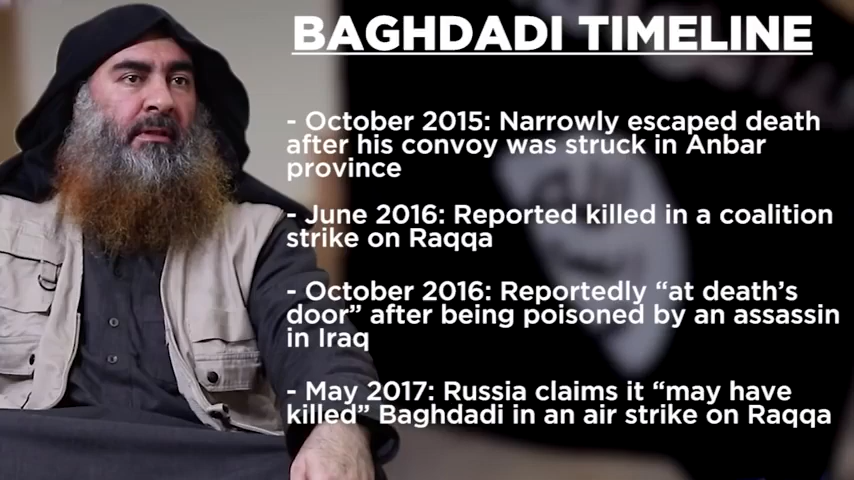 BAGHDADI TIMELINE
- October 2015: Narrowly escaped death
after his convoy was struck in Anbar
province
- June 2016: Reported killed in a coalition
strike on Raqqa
- October 2016: Reportedly “at death’s
door” after being poisoned by an assassin
in Iraq
- May 2017: Russia claims it “may have
killed” Baghdadi in an air strike on Raqqa